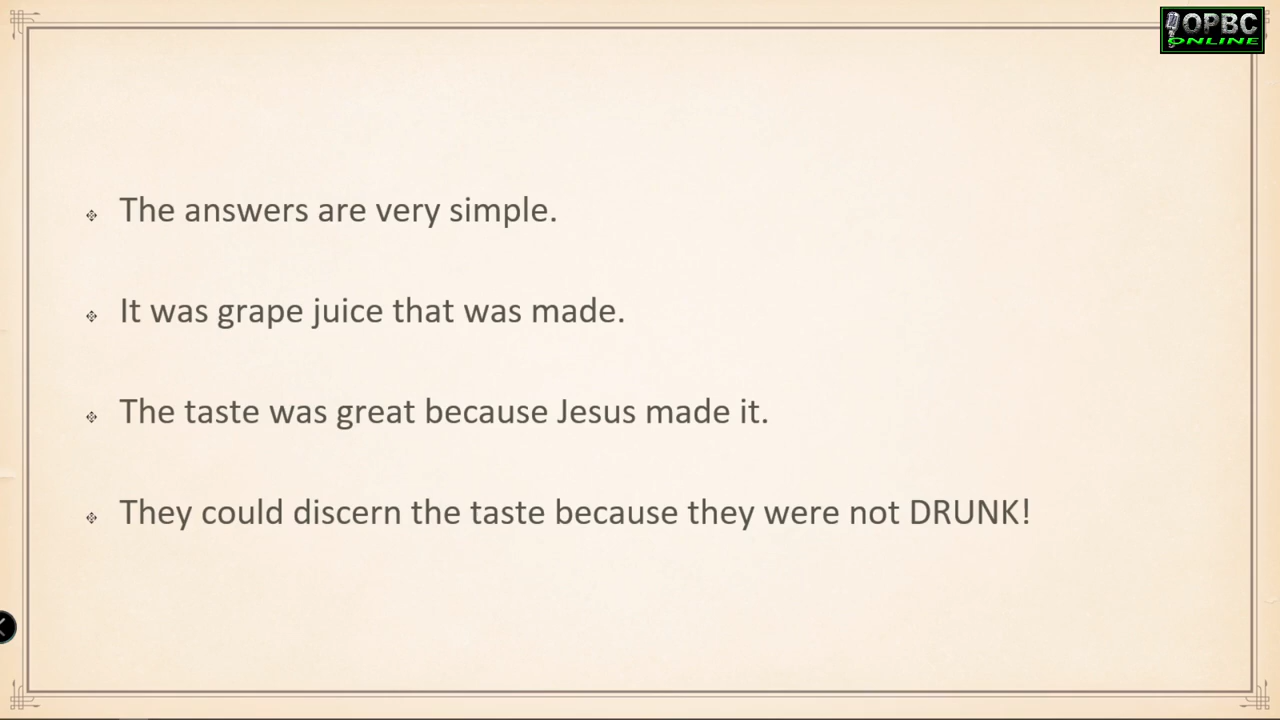 OPBC
ONLINE
The answers are very simple.
It was grape juice that was made.
The taste was great because Jesus made it.
They could discern the taste because they were not DRUNK!